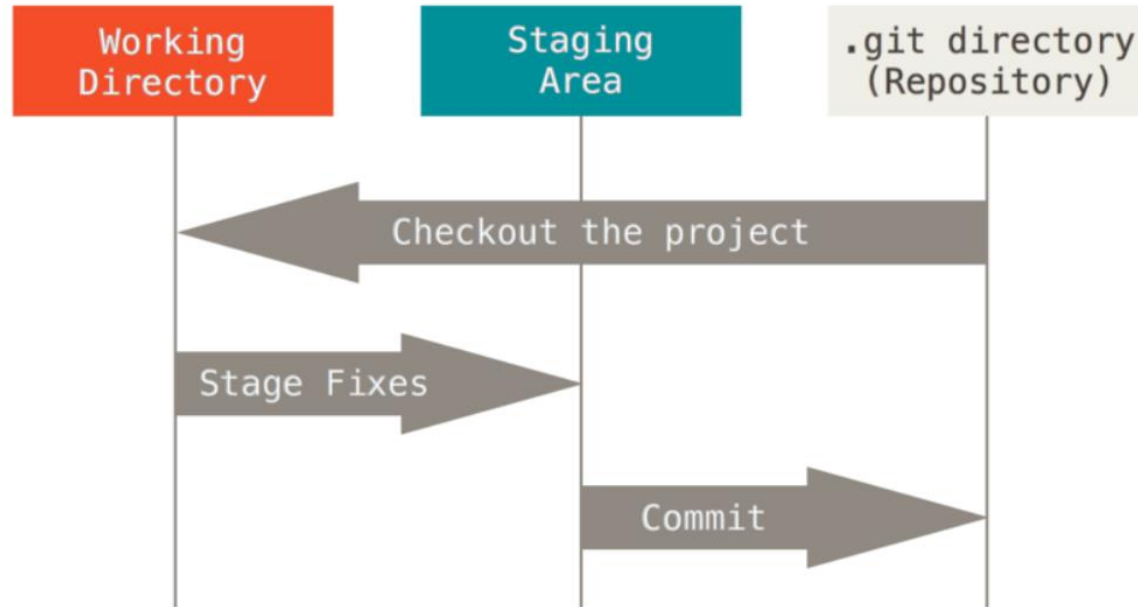 Working
Directory
Staging
Area
.git directory
(Repository)
Checkout the project
Stage Fixes
Commit